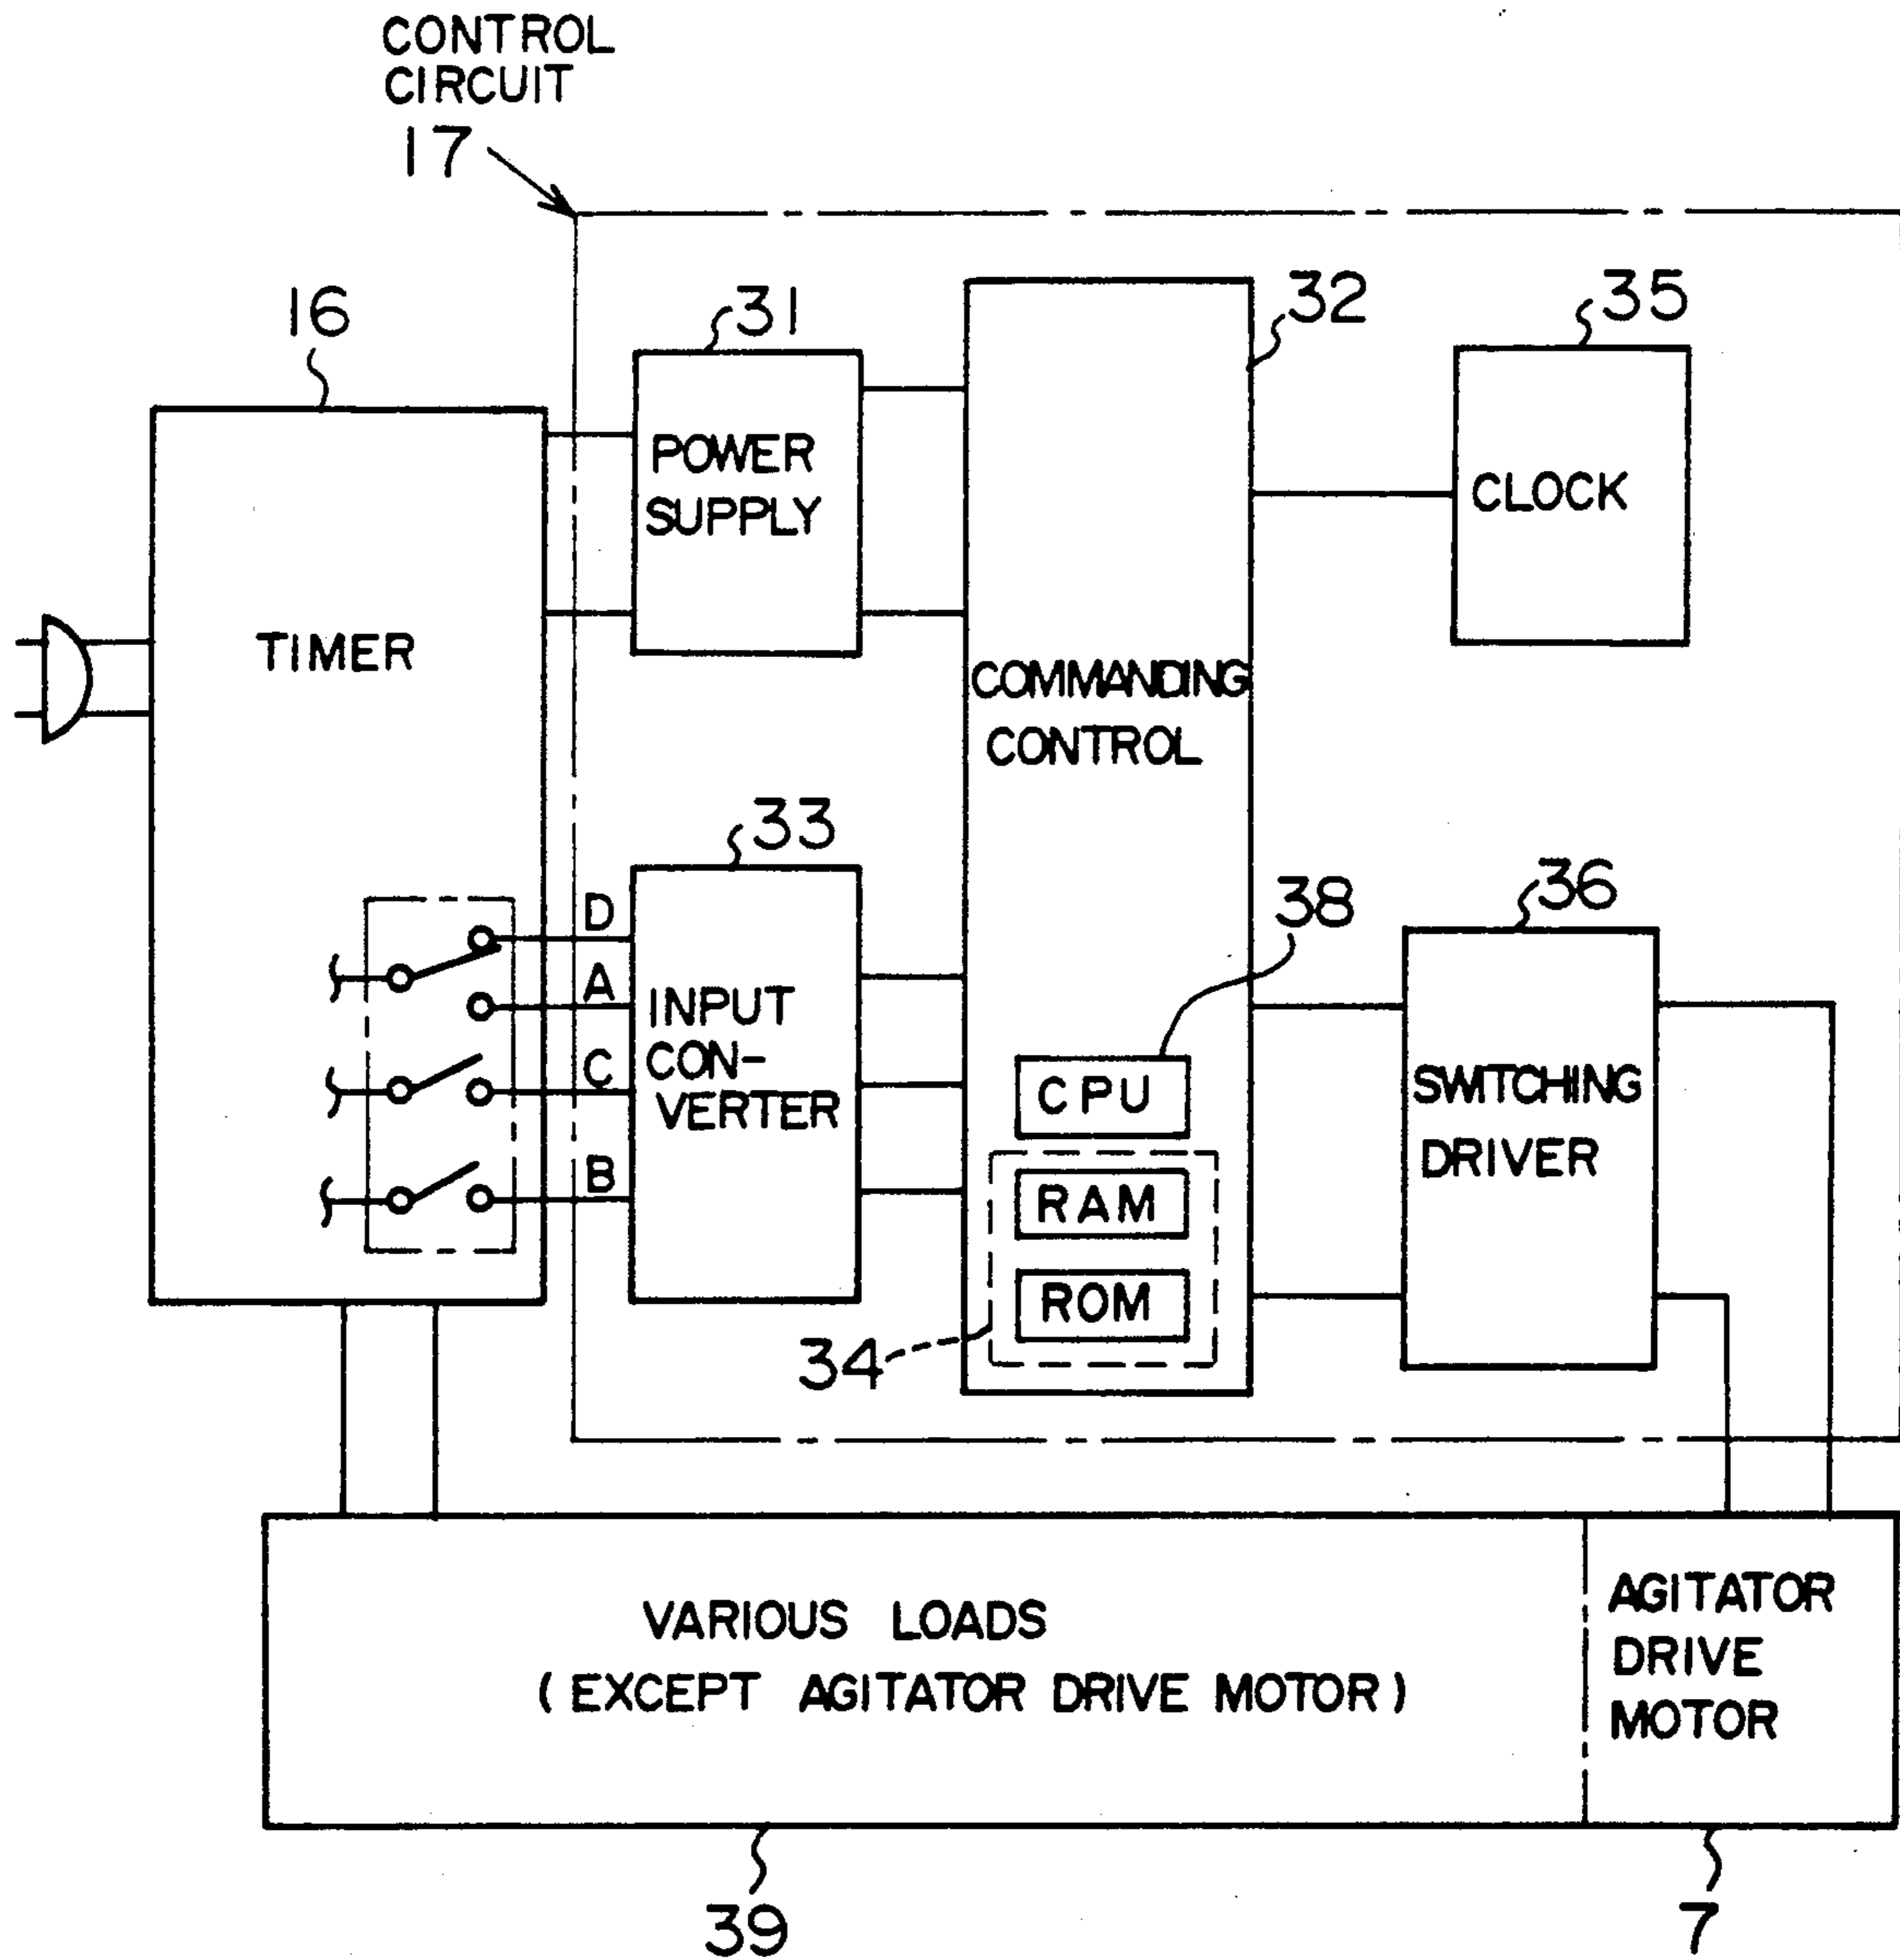 CONTROL
CIRCUIT
17
16
31
32
35
POWER
SUPPLY
CLOCK
TIMER
COMMANDING
CONTROL
33
38
36
D
A
C
B
INPUT
CON-
VERTER
CPU
RAM
ROM
34
SWITCHING
DRIVER
VARIOUS LOADS
(EXCEPT AGITATOR DRIVE MOTOR)
AGITATOR
DRIVE
MOTOR
39
7